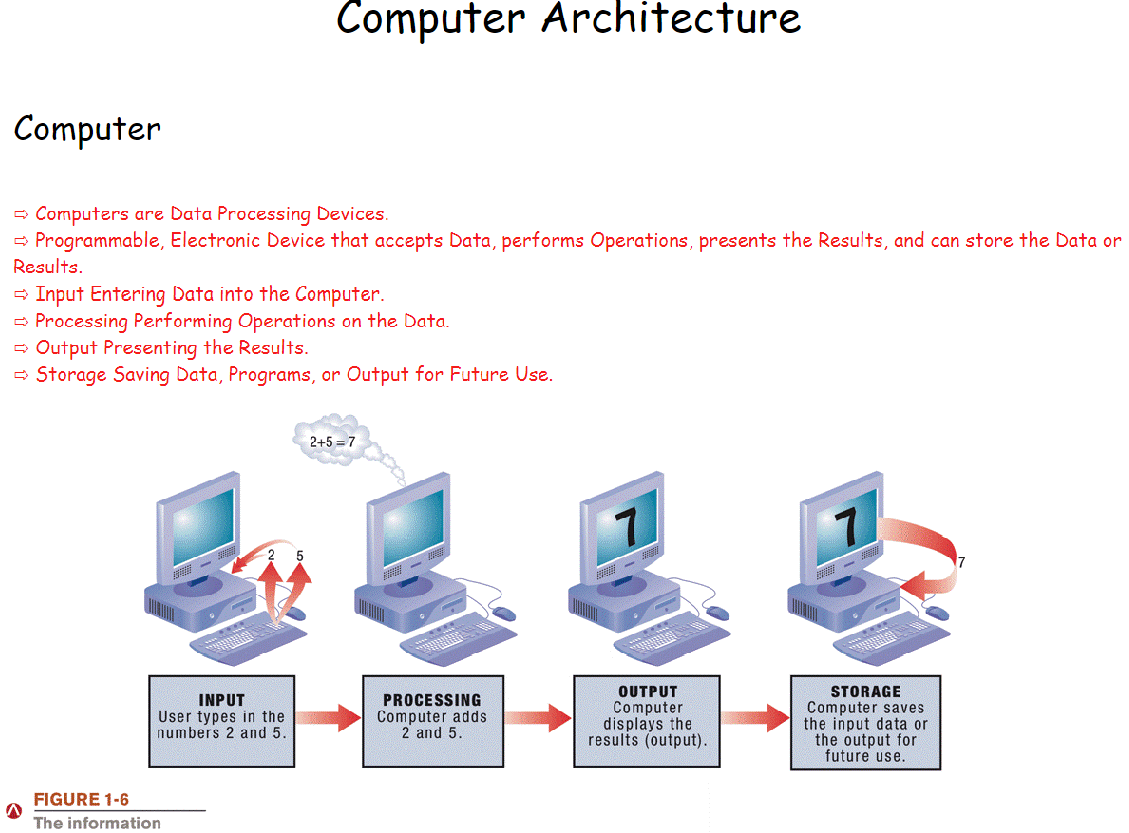 Computer Architecture
Computer
⇨ Computers are Data Processing Devices.
⇨ Programmable, Electronic Device that accepts Data, performs Operations, presents the Results, and can store the Data or
Results.
⇨ Input Entering Data into the Computer.
⇨ Processing Performing Operations on the Data.
⇨ Output Presenting the Results.
⇨ Storage Saving Data, Programs, or Output for Future Use.
2+5 = 7
2 5
7
7
7
INPUT
User types in the
numbers 2 and 5.
PROCESSING
Computer adds
2 and 5.
OUTPUT
Computer
displays the
results (output).
STORAGE
Computer saves
the input data or
the output for
future use.
FIGURE 1-6
The information